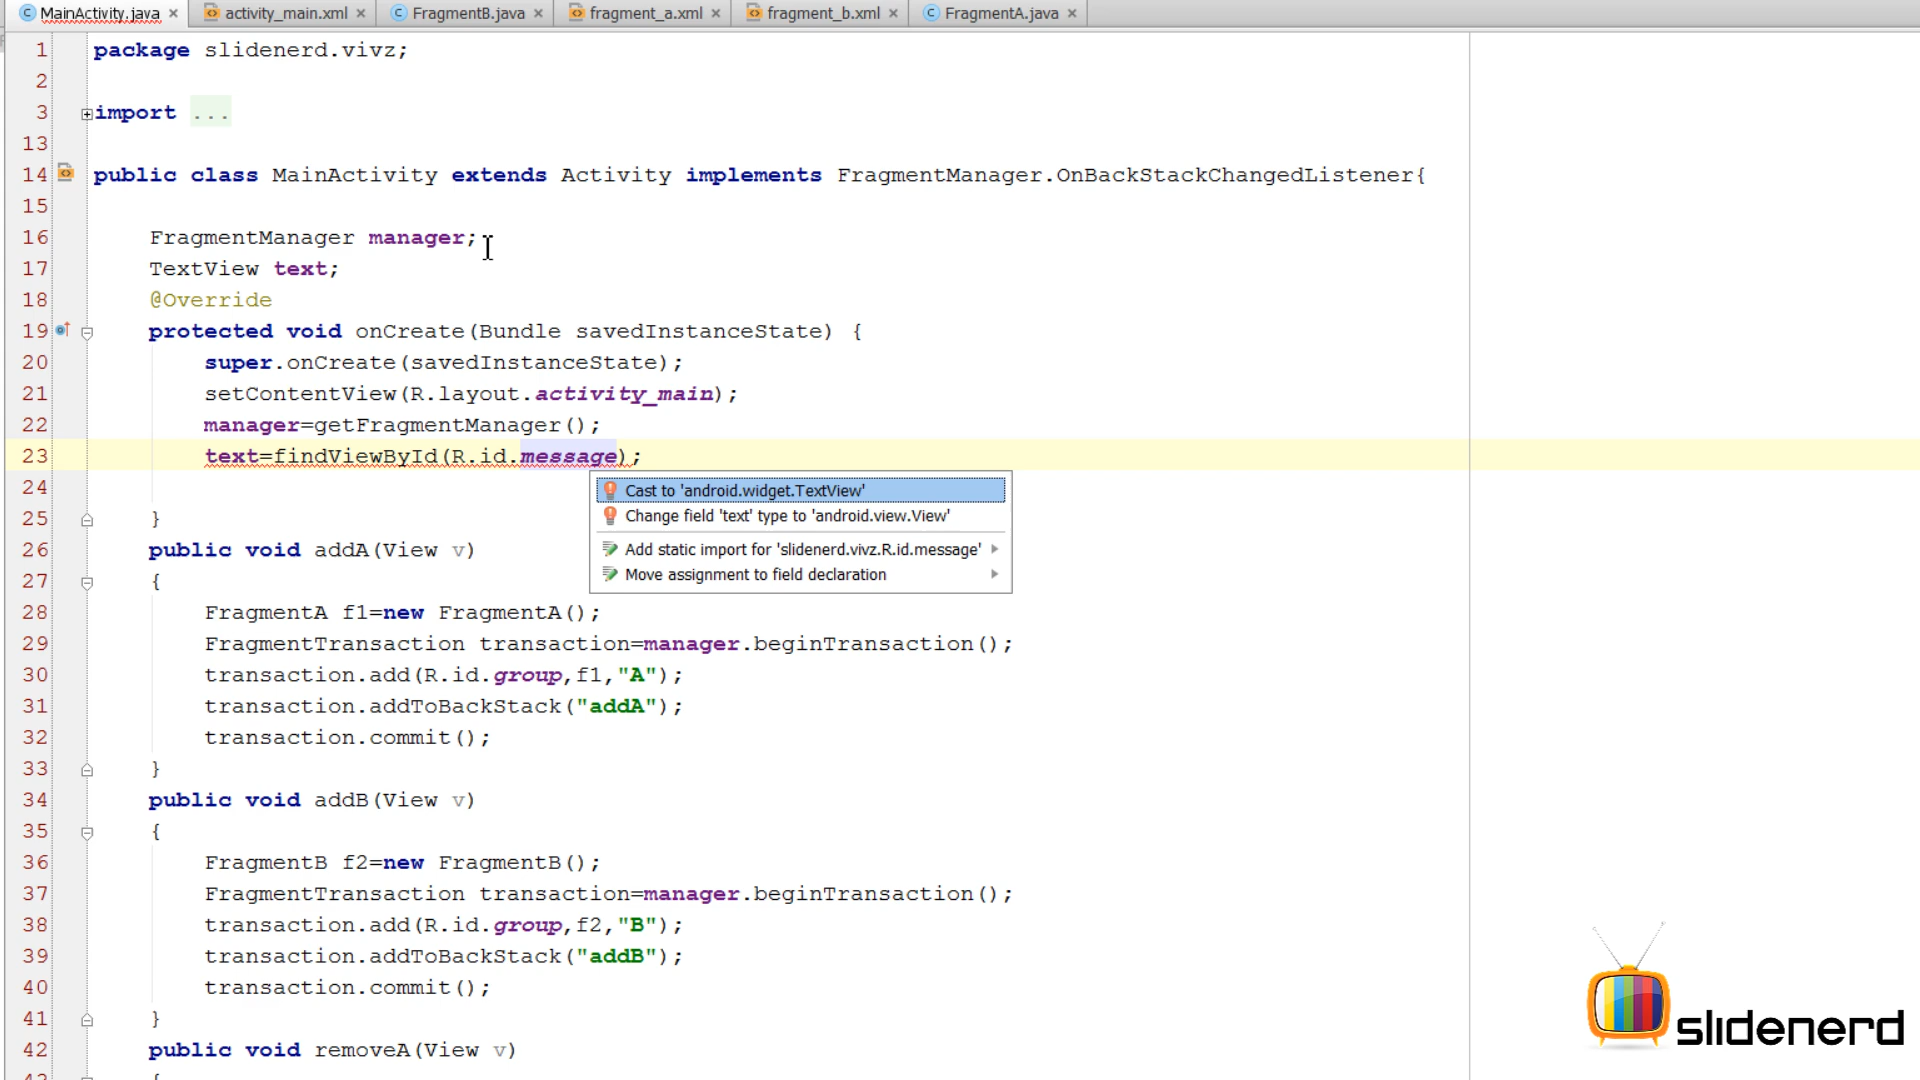 MainActivity.java × activity_main.xml × FragmentB.java × fragment_a.xml × fragment_b.xml × FragmentA.java ×
1 package slidenerd.vivz;
2
3 import ...
13
14 public class MainActivity extends Activity implements FragmentManager.OnBackStackChangedListener{
15
16 FragmentManager manager;
17 TextView text;
18 @Override
19 protected void onCreate(Bundle savedInstanceState) {
20 super.onCreate(savedInstanceState);
21 setContentView(R.layout.activity_main);
22 manager=getFragmentManager();
23 text=findViewById(R.id.message);
24
Cast to 'android.widget.TextView'
Change field 'text' type to 'android.view.View'
Add static import for 'slidenerd.vivz.R.id.message'
Move assignment to field declaration
25 }
26 public void addA(View v)
27 {
28 FragmentA f1=new FragmentA();
29 FragmentTransaction transaction=manager.beginTransaction();
30 transaction.add(R.id.group,f1,"A");
31 transaction.addToBackStack("addA");
32 transaction.commit();
33 }
34 public void addB(View v)
35 {
36 FragmentB f2=new FragmentB();
37 FragmentTransaction transaction=manager.beginTransaction();
38 transaction.add(R.id.group,f2,"B");
39 transaction.addToBackStack("addB");
40 transaction.commit();
41 }
42 public void removeA(View v)
43 {
slidenerd